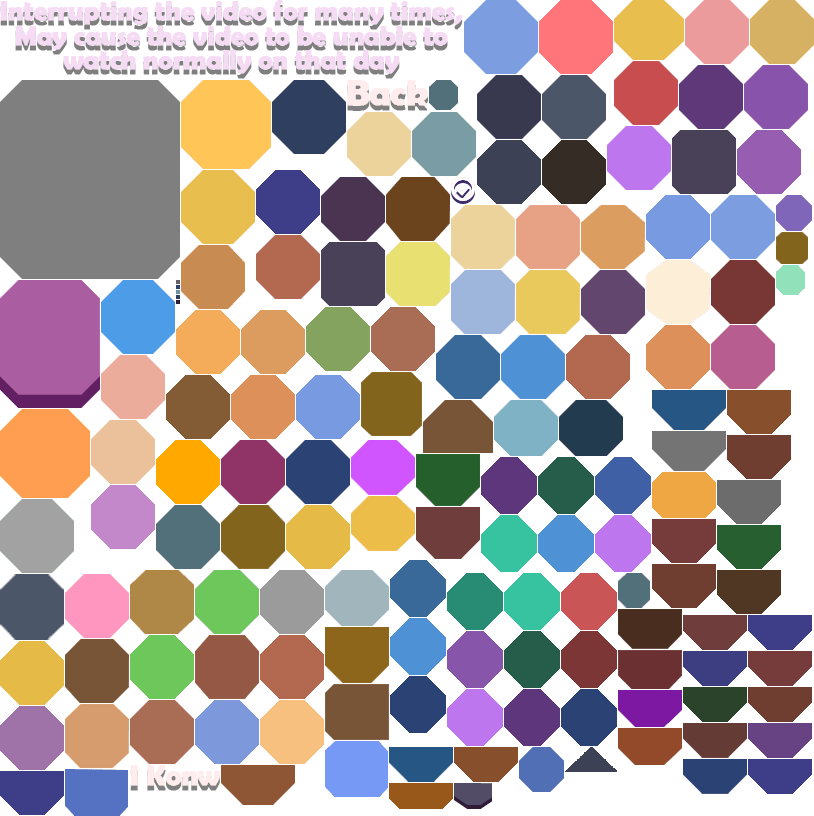 Interrupting the video for many times,
May cause the video to be unable to
watch normally on that day
Back
I Konw